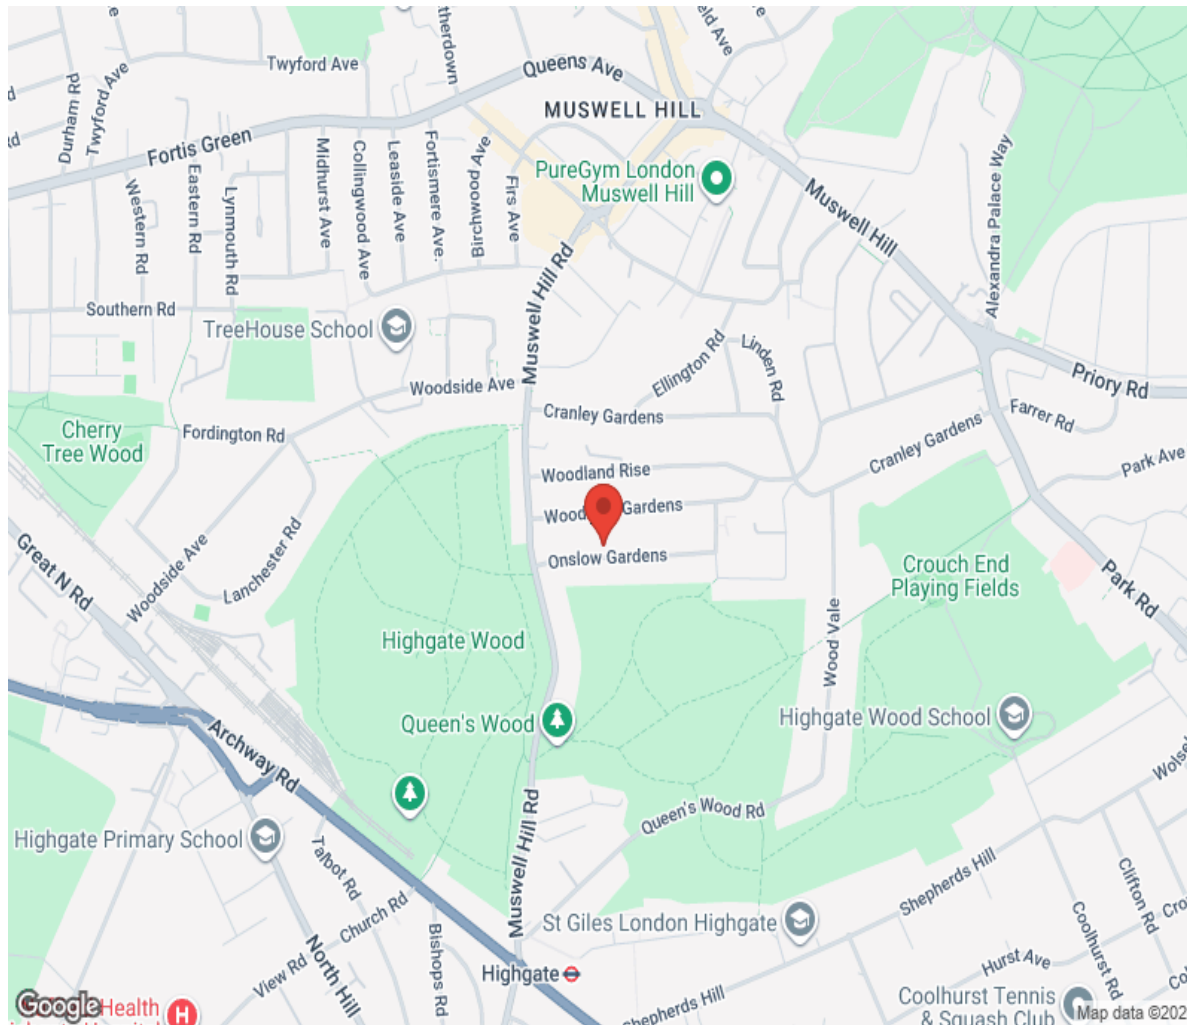 Twyford Ave
Queens Ave
MUSWELL HILL
Durham Rd
Twyford Ave
Fortis Green
Midhurst Ave
Collingwood Ave
Leaside Ave
Fortismere Ave.
Birchwood Ave
Firs Ave
PureGym London
Muswell Hill
Muswell Hill
Alexandra Palace Way
Western Rd
Eastern Rd
Lynmouth Rd
Muswell Hill Rd
Southern Rd
TreeHouse School
Ellington Rd
Linden Rd
Priory Rd
Woodside Ave
Cranley Gardens
Farrer Rd
Cherry
Tree Wood
Fordington Rd
Cranley Gardens
Park Ave
Woodland Rise
Gardens
Onslow Gardens
Great N Rd
Woodside Ave
Lanchester Rd
Crouch End
Playing Fields
Park Rd
Highgate Wood
Wood Vale
Queen's Wood
Highgate Wood School
Archway Rd
Highgate Primary School
Talbot Rd
Muswell Hill Rd
Queen's Wood Rd
Shepherds Hill
Church Rd
North Hill
View Rd
Bishops Rd
St Giles London Highgate
Clifton Rd
Coolhurst Rd
Highgate
Hurst Ave
Shepherds Hill
Coolhurst Tennis
& Squash Club
Google
Health
H
Map data ©202